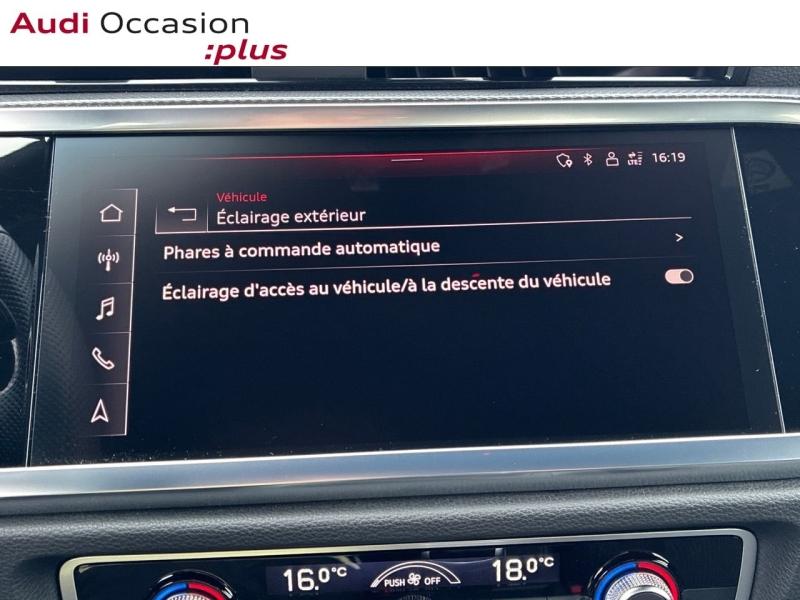 Audi Occasion
:plus
LTE 16:19
Véhicule
Éclairage extérieur
Phares à commande automatique
Éclairage d'accès au véhicule/à la descente du véhicule
16.0°C PUSH OFF 18.0°C